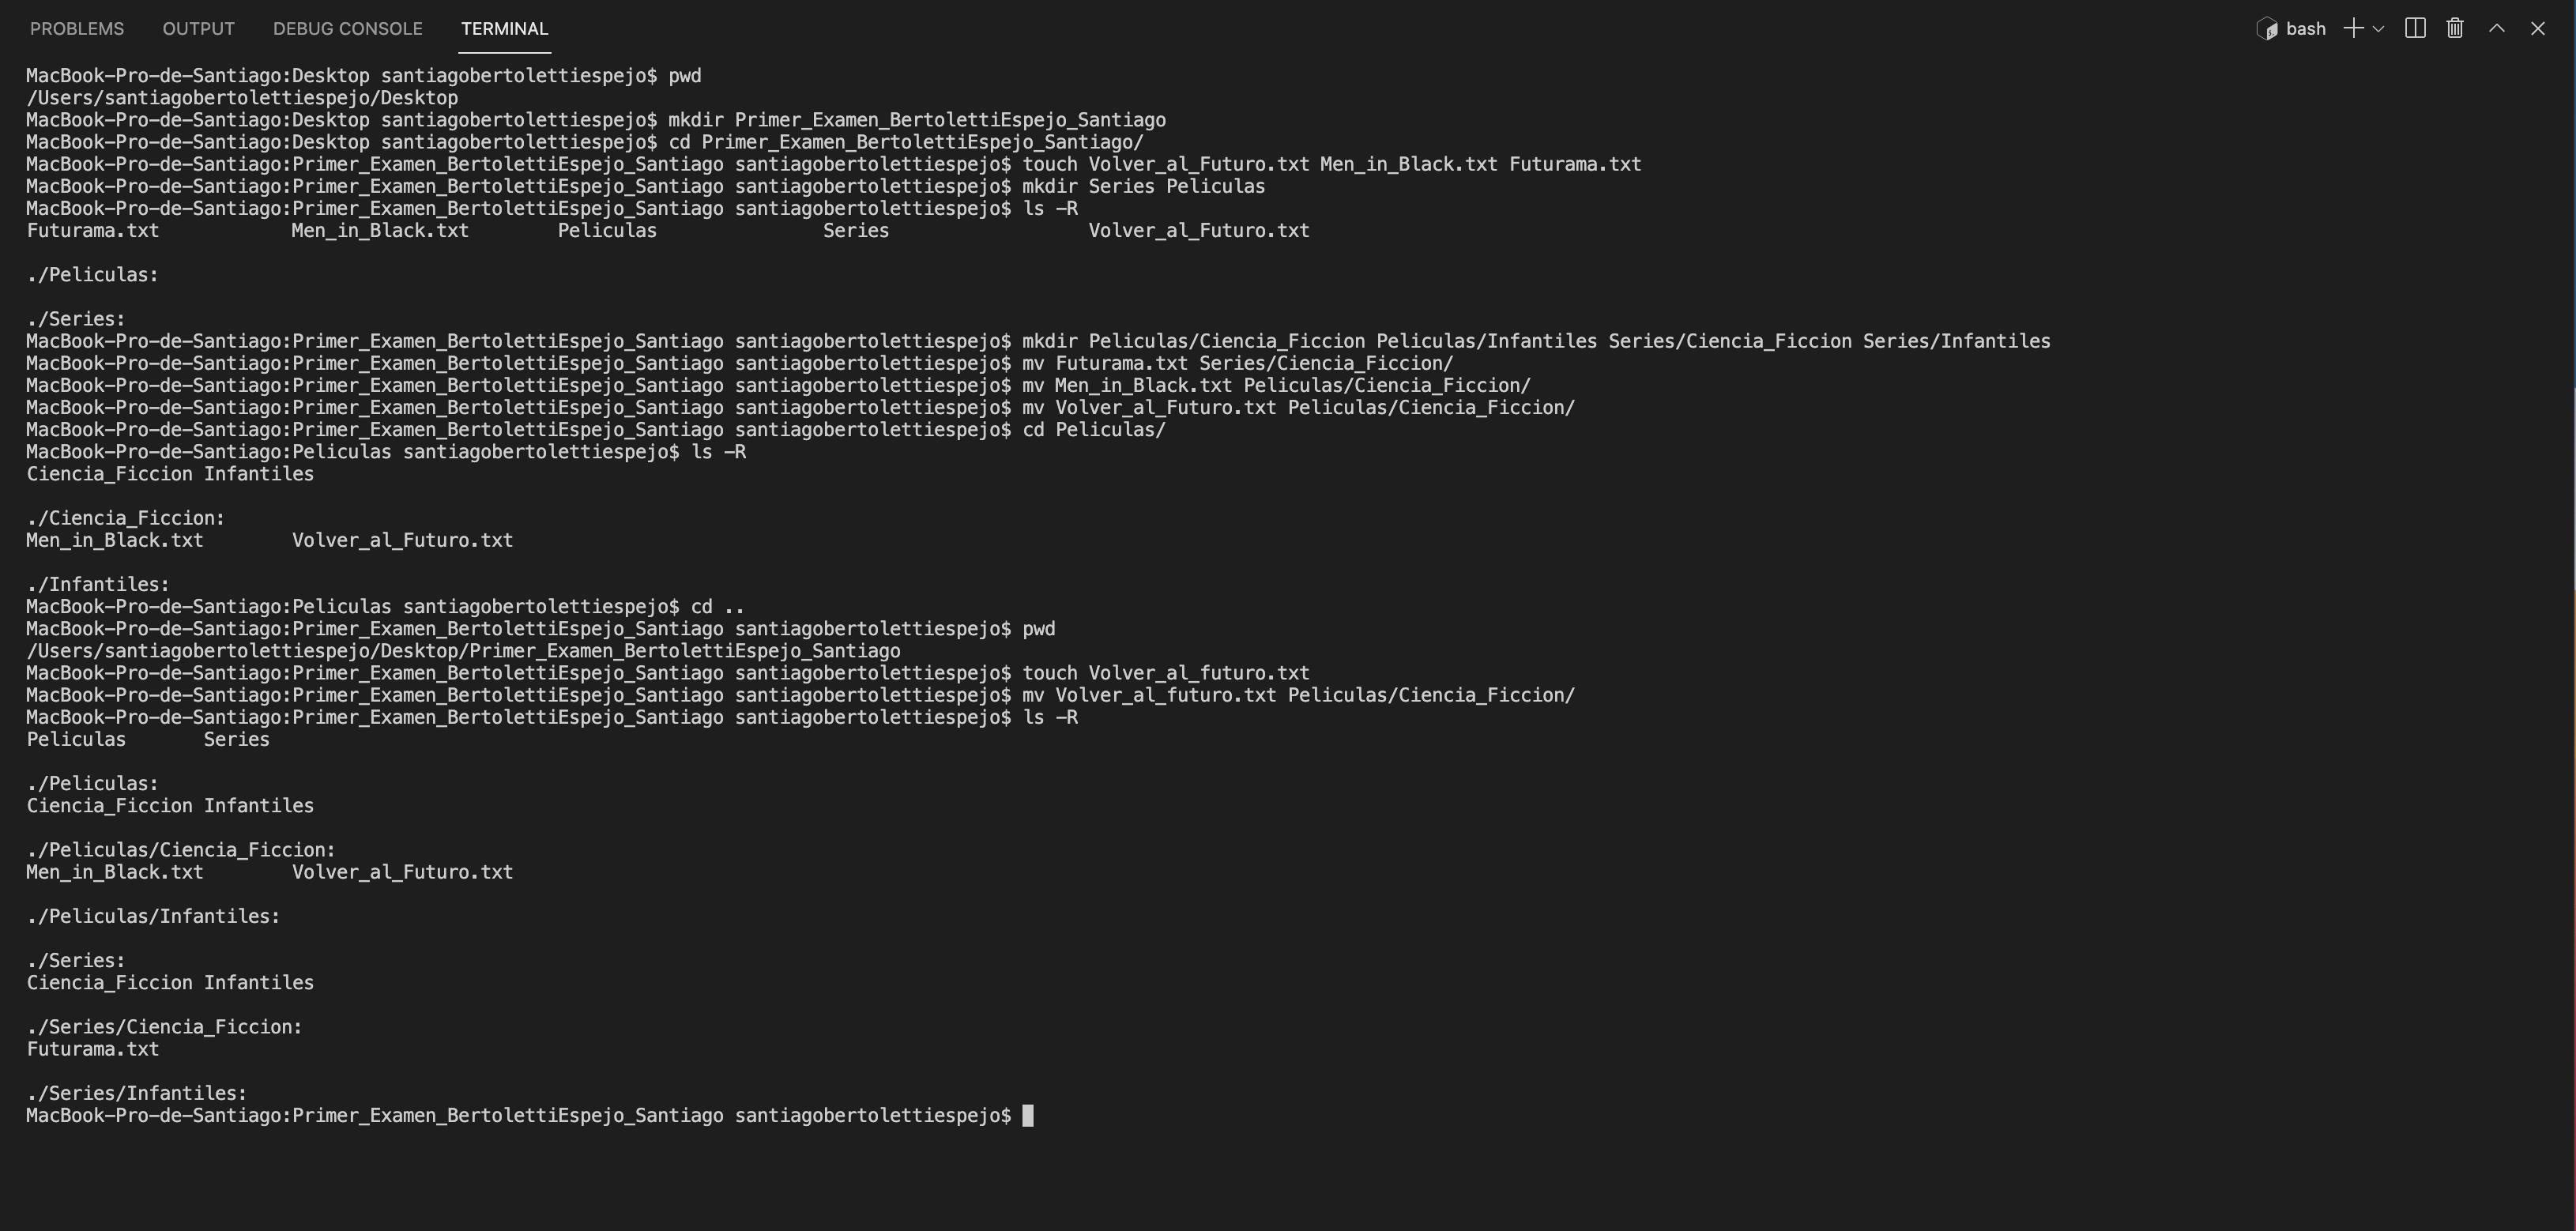 PROBLEMS OUTPUT DEBUG CONSOLE TERMINAL bash
MacBook-Pro-de-Santiago:Desktop santiagobertolettiespejo$ pwd
/Users/santiagobertolettiespejo/Desktop
MacBook-Pro-de-Santiago:Desktop santiagobertolettiespejo$ mkdir Primer_Examen_BertolettiEspejo_Santiago
MacBook-Pro-de-Santiago:Desktop santiagobertolettiespejo$ cd Primer_Examen_BertolettiEspejo_Santiago/
MacBook-Pro-de-Santiago:Primer_Examen_BertolettiEspejo_Santiago santiagobertolettiespejo$ touch Volver_al_Futuro.txt Men_in_Black.txt Futurama.txt
MacBook-Pro-de-Santiago:Primer_Examen_BertolettiEspejo_Santiago santiagobertolettiespejo$ mkdir Series Peliculas
MacBook-Pro-de-Santiago:Primer_Examen_BertolettiEspejo_Santiago santiagobertolettiespejo$ ls -R
Futurama.txt Men_in_Black.txt Peliculas Series Volver_al_Futuro.txt
./Peliculas:
./Series:
MacBook-Pro-de-Santiago:Primer_Examen_BertolettiEspejo_Santiago santiagobertolettiespejo$ mkdir Peliculas/Ciencia_Ficcion Peliculas/Infantiles Series/Ciencia_Ficcion Series/Infantiles
MacBook-Pro-de-Santiago:Primer_Examen_BertolettiEspejo_Santiago santiagobertolettiespejo$ mv Futurama.txt Series/Ciencia_Ficcion/
MacBook-Pro-de-Santiago:Primer_Examen_BertolettiEspejo_Santiago santiagobertolettiespejo$ mv Men_in_Black.txt Peliculas/Ciencia_Ficcion/
MacBook-Pro-de-Santiago:Primer_Examen_BertolettiEspejo_Santiago santiagobertolettiespejo$ mv Volver_al_Futuro.txt Peliculas/Ciencia_Ficcion/
MacBook-Pro-de-Santiago:Primer_Examen_BertolettiEspejo_Santiago santiagobertolettiespejo$ cd Peliculas/
MacBook-Pro-de-Santiago:Peliculas santiagobertolettiespejo$ ls -R
Ciencia_Ficcion Infantiles
./Ciencia_Ficcion:
Men_in_Black.txt Volver_al_Futuro.txt
./Infantiles:
MacBook-Pro-de-Santiago:Peliculas santiagobertolettiespejo$ cd ..
MacBook-Pro-de-Santiago:Primer_Examen_BertolettiEspejo_Santiago santiagobertolettiespejo$ pwd
/Users/santiagobertolettiespejo/Desktop/Primer_Examen_BertolettiEspejo_Santiago
MacBook-Pro-de-Santiago:Primer_Examen_BertolettiEspejo_Santiago santiagobertolettiespejo$ touch Volver_al_futuro.txt
MacBook-Pro-de-Santiago:Primer_Examen_BertolettiEspejo_Santiago santiagobertolettiespejo$ mv Volver_al_futuro.txt Peliculas/Ciencia_Ficcion/
MacBook-Pro-de-Santiago:Primer_Examen_BertolettiEspejo_Santiago santiagobertolettiespejo$ ls -R
Peliculas Series
./Peliculas:
Ciencia_Ficcion Infantiles
./Peliculas/Ciencia_Ficcion:
Men_in_Black.txt Volver_al_Futuro.txt
./Peliculas/Infantiles:
./Series:
Ciencia_Ficcion Infantiles
./Series/Ciencia_Ficcion:
Futurama.txt
./Series/Infantiles:
MacBook-Pro-de-Santiago:Primer_Examen_BertolettiEspejo_Santiago santiagobertolettiespejo$